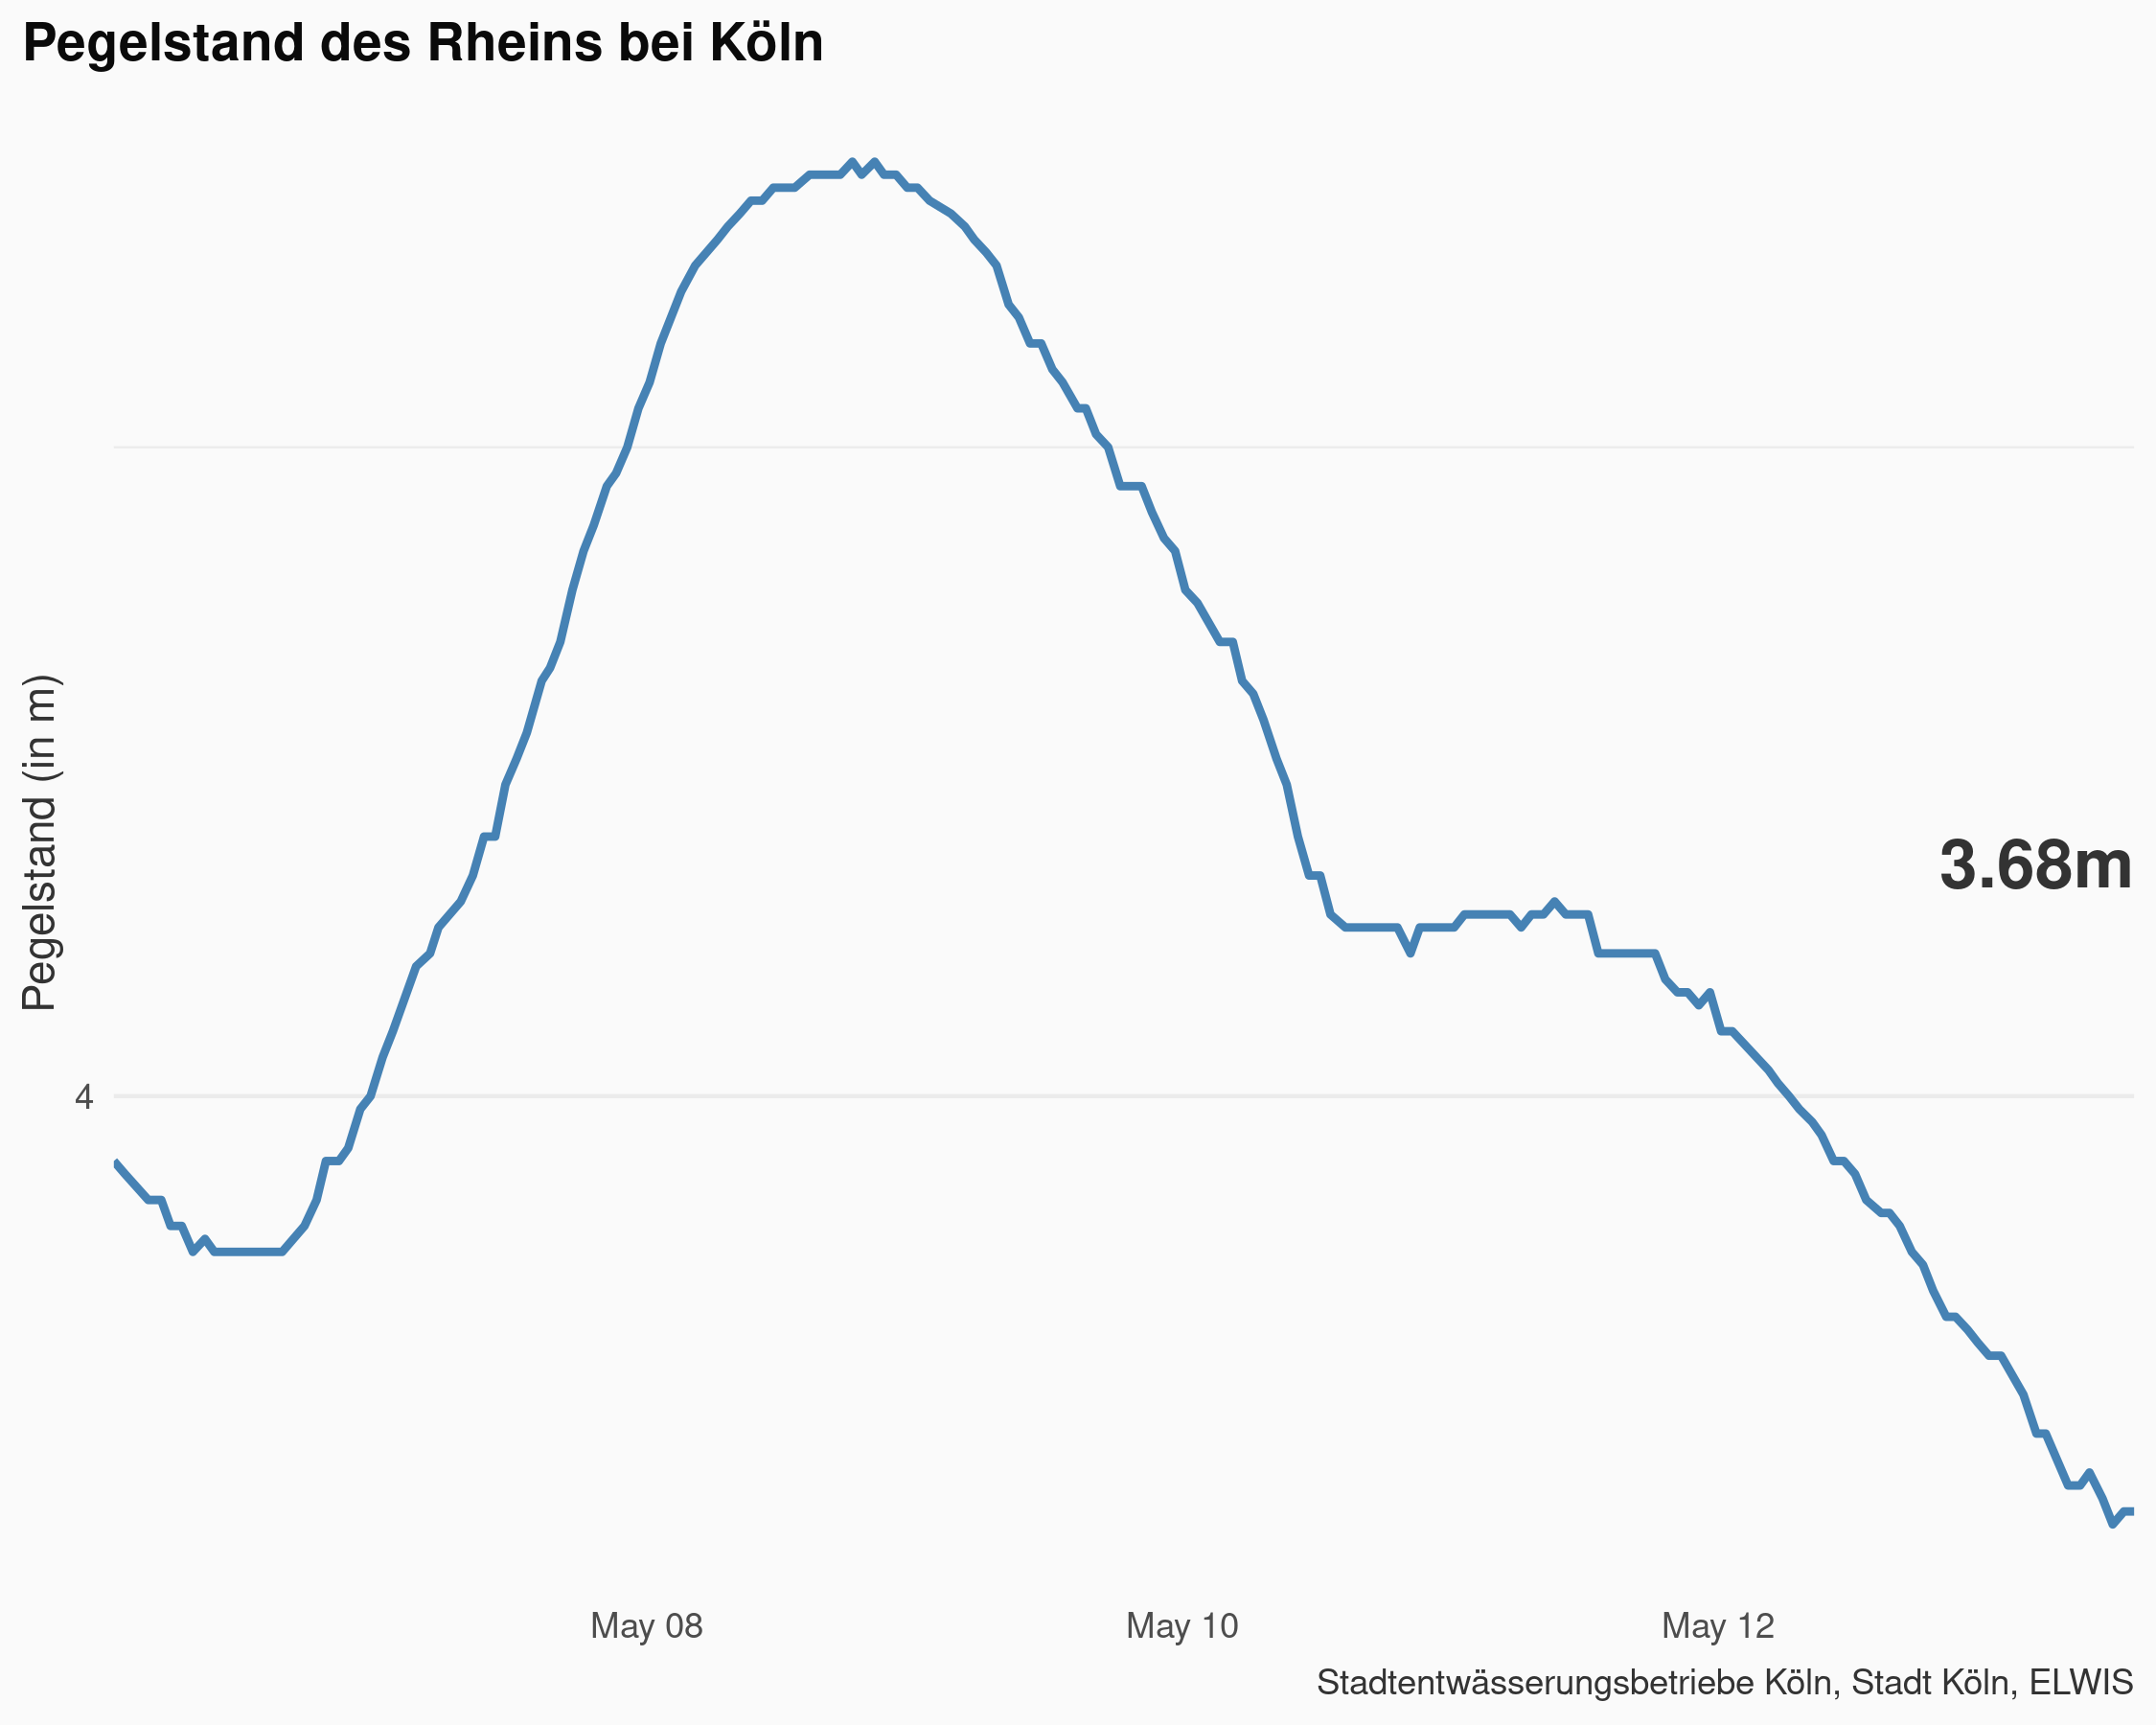 Pegelstand des Rheins bei Köln
Pegelstand (in m)
3.68m
4
May 08
May 10
May 12
Stadtentwässerungsbetriebe Köln, Stadt Köln, ELWIS